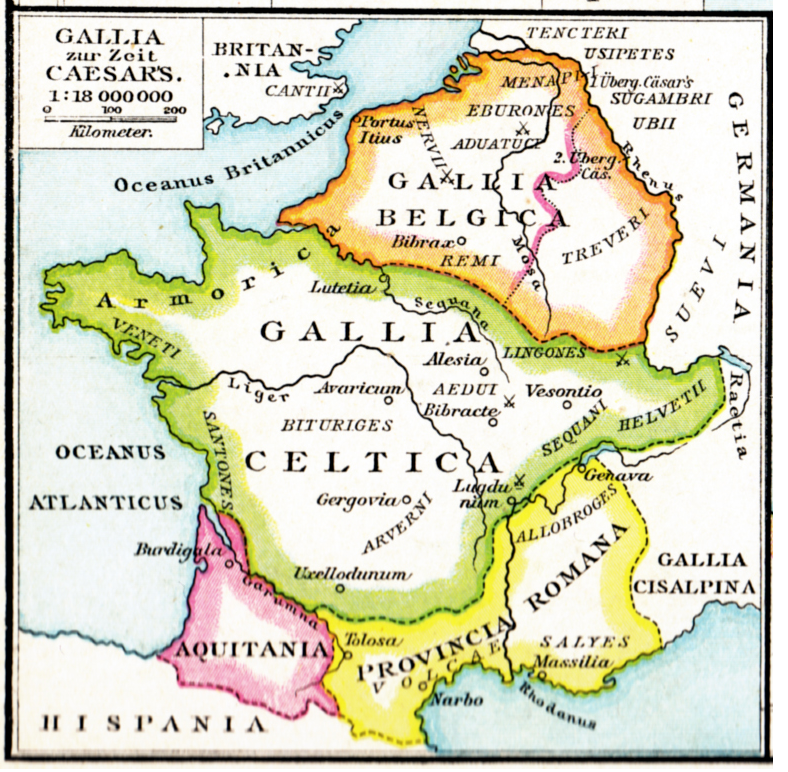 GALLIA
zur Zeit
CAESARS.
1:18 000 000
0 100 200
Kilometer.
BRITAN-
NIA
CANTII
TENCTERI
USIPETES
MENAPII
1 Überg. Cäsar's
SUGAMBRI
UBII
EBURONES
Portus
Itius
NERVII
ADUATUCI
2. Überg.
Cäs.
Rhenus
GERMANIA
Oceanus Britannicus
GALLIA
BELGICA
Bibrax
REMI
Mosa
TREVERI
SUEVI
Armorica
Lutetia
Sequana
VENETI
GALLIA
Alesia
LINGONES
Liger
Avaricum
AEDUI
Vesontio
Bibracte
BITURIGES
SEQUANI
HELVETII
Raetia
SANTONES
OCEANUS
ATLANTICUS
CELTICA
Gergovia
ARVERNI
Lugdu
num
Genava
ALLOBROGES
Burdigala
Garumna
Uxellodunum
GALLIA
CISALPINA
AQUITANIA
Tolosa
PROVINCIA ROMANA
VOLCAE
SALYES
Massilia
Narbo
Rhodanus
HISPANIA